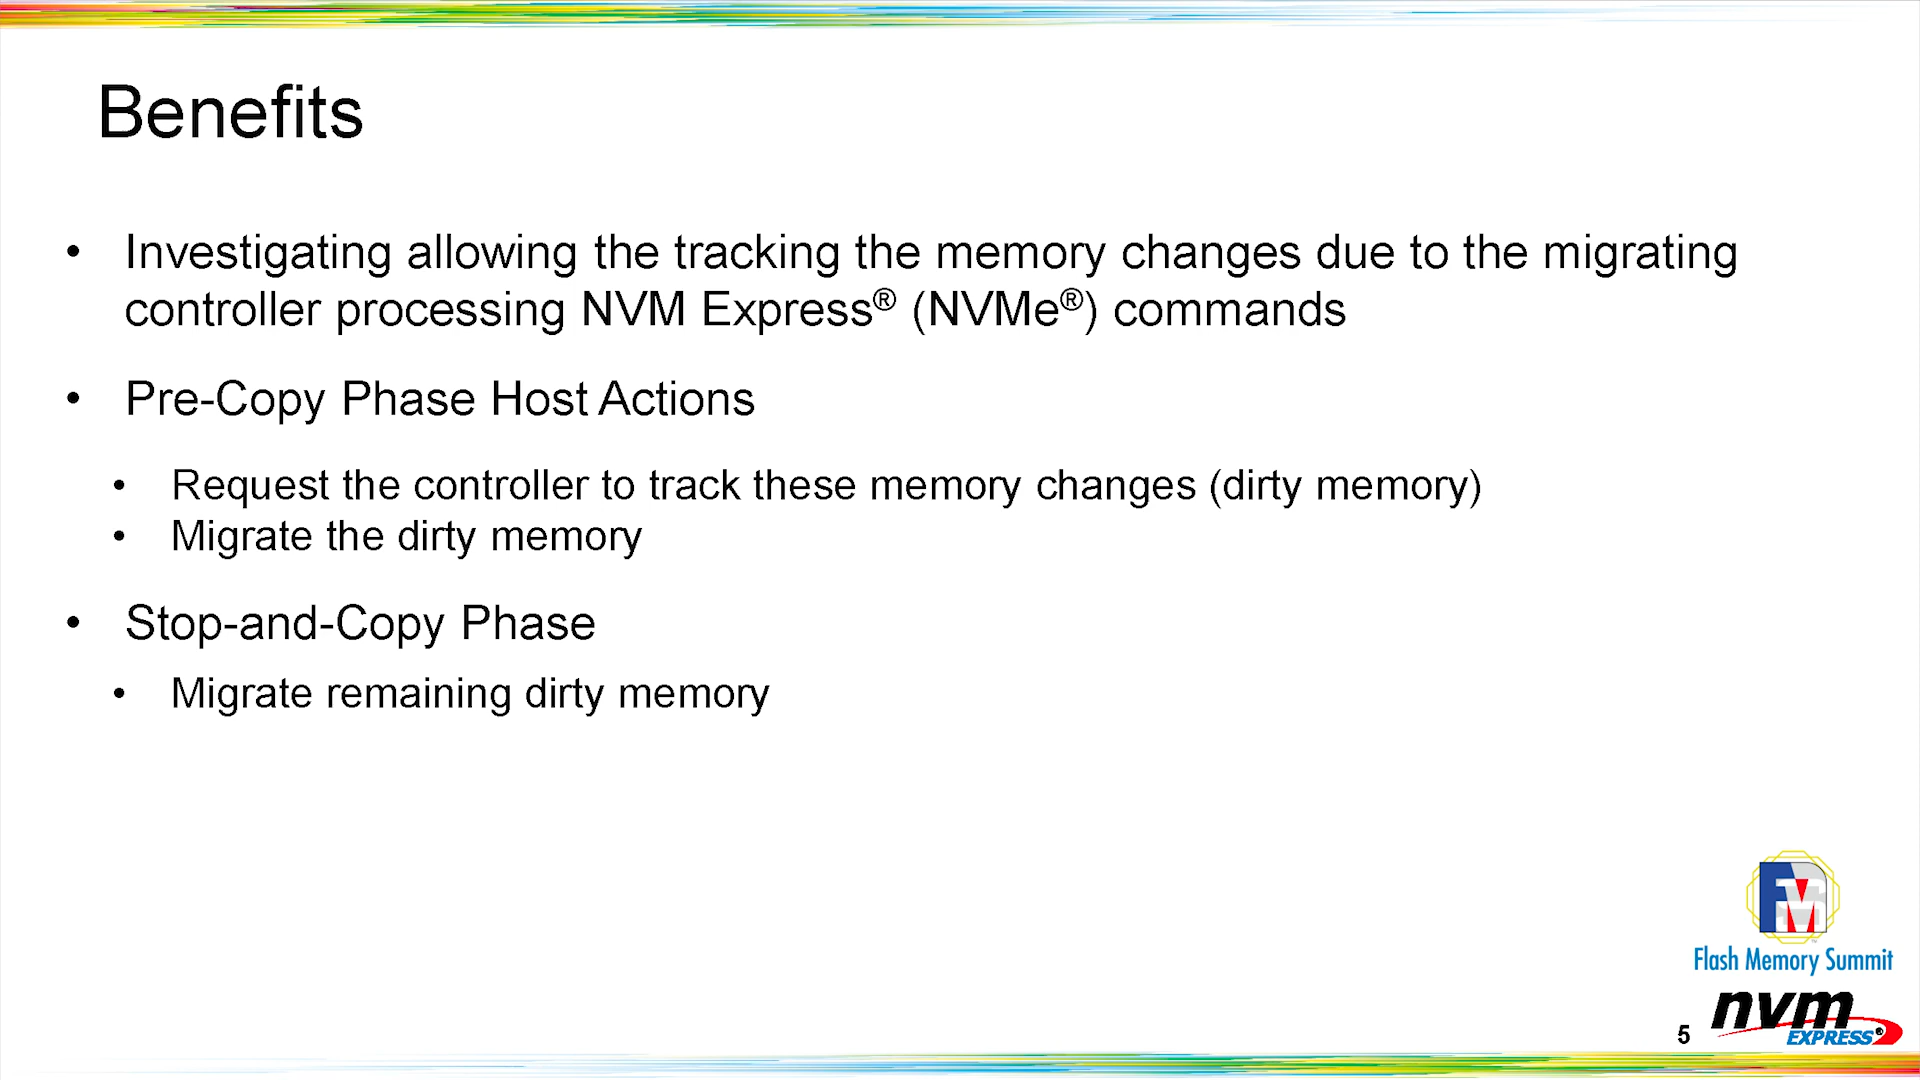 Benefits
• Investigating allowing the tracking the memory changes due to the migrating
controller processing NVM Express® (NVMe®) commands
• Pre-Copy Phase Host Actions
• Request the controller to track these memory changes (dirty memory)
• Migrate the dirty memory
• Stop-and-Copy Phase
• Migrate remaining dirty memory
FM
Flash Memory Summit
nvm
EXPRESS®
5